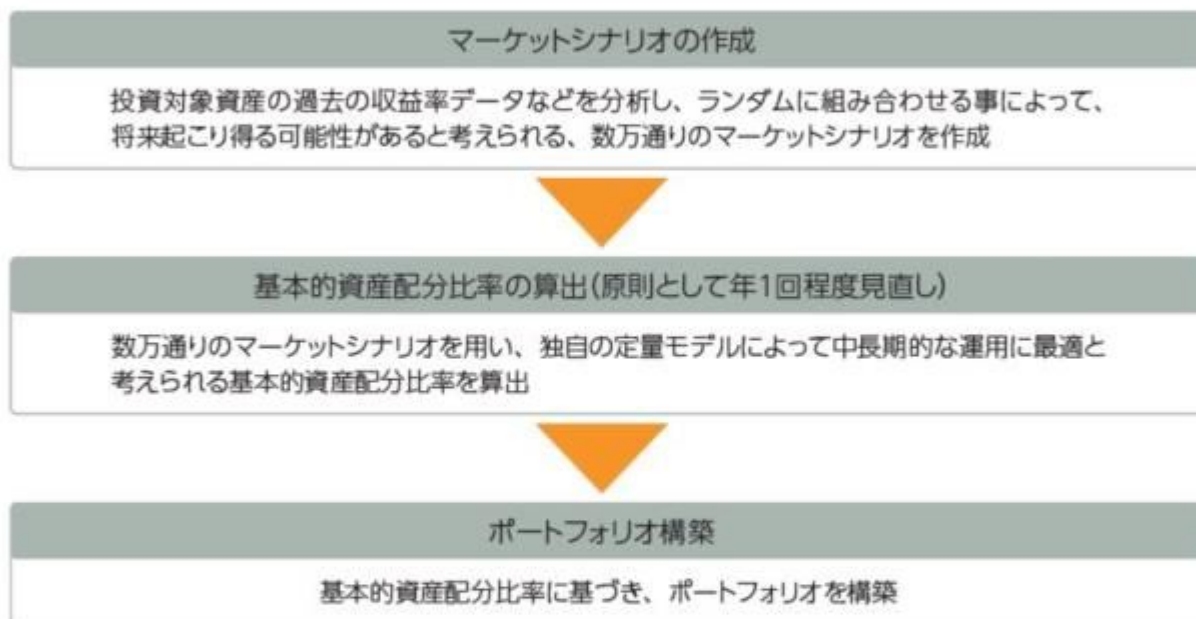 マーケットシナリオの作成
投資対象資産の過去の収益率データなどを分析し、ランダムに組み合わせる事によって、
将来起こり得る可能性があると考えられる、数万通りのマーケットシナリオを作成
基本的資産配分比率の算出(原則として年1回程度見直し)
数万通りのマーケットシナリオを用い、独自の定量モデルによって中長期的な運用に最適と
考えられる基本的資産配分比率を算出
ポートフォリオ構築
基本的資産配分比率に基づき、ポートフォリオを構築